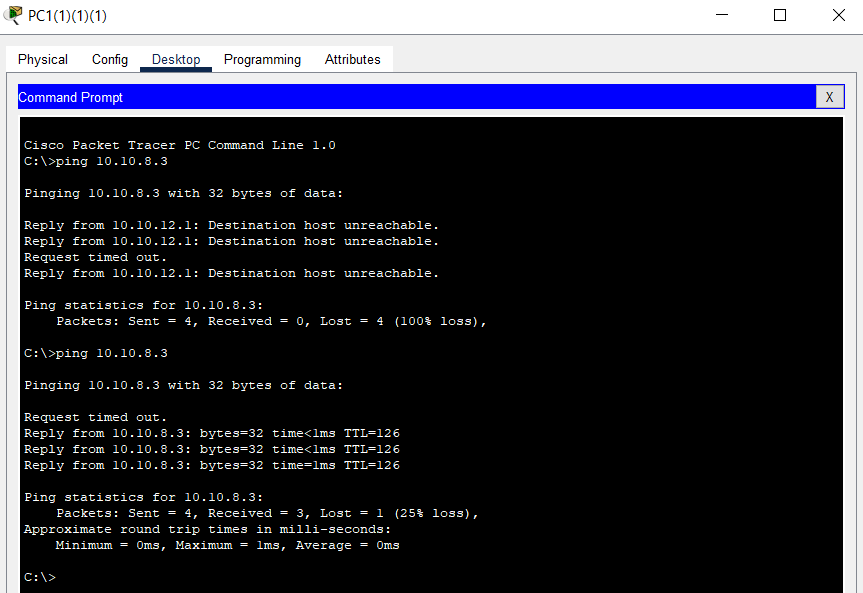 PC1(1)(1)(1)
Physical Config Desktop Programming Attributes
Command Prompt X
Cisco Packet Tracer PC Command Line 1.0
C:\>ping 10.10.8.3
Pinging 10.10.8.3 with 32 bytes of data:
Reply from 10.10.12.1: Destination host unreachable.
Reply from 10.10.12.1: Destination host unreachable.
Request timed out.
Reply from 10.10.12.1: Destination host unreachable.
Ping statistics for 10.10.8.3:
    Packets: Sent = 4, Received = 0, Lost = 4 (100% loss),
C:\>ping 10.10.8.3
Pinging 10.10.8.3 with 32 bytes of data:
Request timed out.
Reply from 10.10.8.3: bytes=32 time<1ms TTL=126
Reply from 10.10.8.3: bytes=32 time<1ms TTL=126
Reply from 10.10.8.3: bytes=32 time=1ms TTL=126
Ping statistics for 10.10.8.3:
    Packets: Sent = 4, Received = 3, Lost = 1 (25% loss),
Approximate round trip times in milli-seconds:
    Minimum = 0ms, Maximum = 1ms, Average = 0ms
C:\>